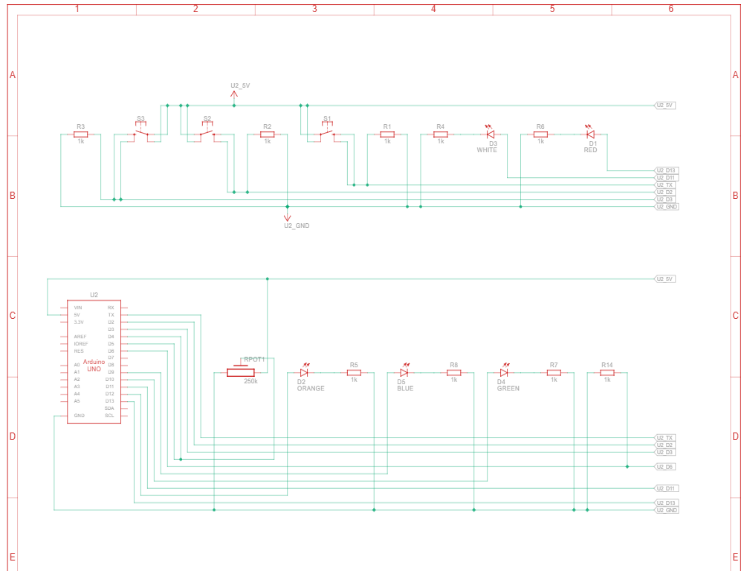 1 2 3 4 5 6
A A
U2_5V
U2_5V
R3 S3 S2 R2 S1 R1 R4 R6
1k 1k 1k 1k 1k
D3 D1
WHITE RED
U2_D13
U2_D11
U2_TX
B B
U2_D2
U2_D3
U2_GND
U2_GND
U2_5V
U2
VIN RX
5V TX
3.3V D2
D3
C C
AREF D4
IOREF D5
RES D6
D7
Arduino
UNO
A0 D8
A1 D9
A2 D10
A3 D11
A4 D12
A5 D13
SDA
GND SCL
RPOT1
250k
R5 R8 R7 R14
1k 1k 1k 1k
D2 D4
ORANGE BLUE GREEN
U2_TX
D D
U2_D2
U2_D3
U2_D11
U2_D13
U2_GND
E E